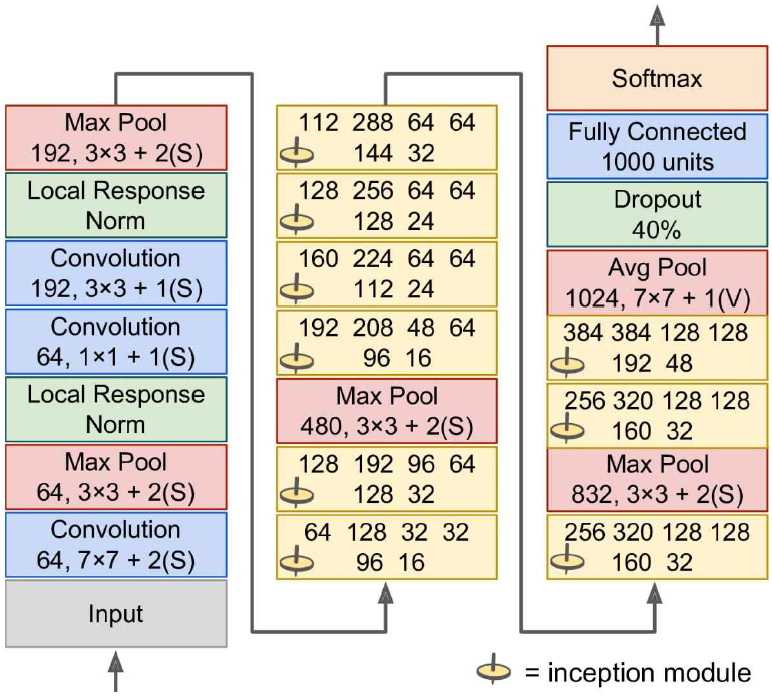 Max Pool
192, 3×3 + 2(S)
Local Response
Norm
Convolution
192, 3×3 + 1(S)
Convolution
64, 1×1 + 1(S)
Local Response
Norm
Max Pool
64, 3×3 + 2(S)
Convolution
64, 7×7 + 2(S)
Input
112 288 64 64
144 32
128 256 64 64
128 24
160 224 64 64
112 24
192 208 48 64
96 16
Max Pool
480, 3×3 + 2(S)
128 192 96 64
128 32
64 128 32 32
96 16
Softmax
Fully Connected
1000 units
Dropout
40%
Avg Pool
1024, 7×7 + 1(V)
384 384 128 128
192 48
256 320 128 128
160 32
Max Pool
832, 3×3 + 2(S)
256 320 128 128
160 32
= inception module